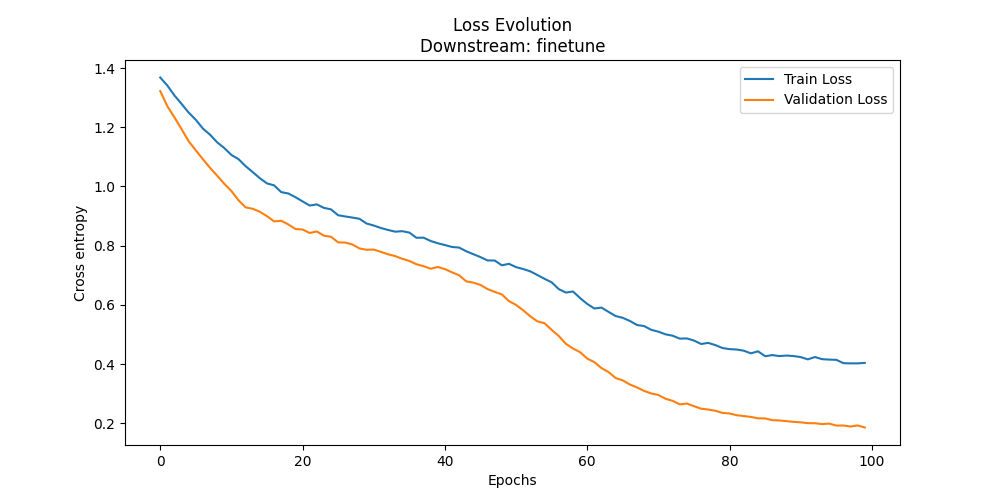 Loss Evolution
Downstream: finetune
Train Loss
Validation Loss
Cross entropy
1.4
1.2
1.0
0.8
0.6
0.4
0.2
0 20 40 60 80 100
Epochs